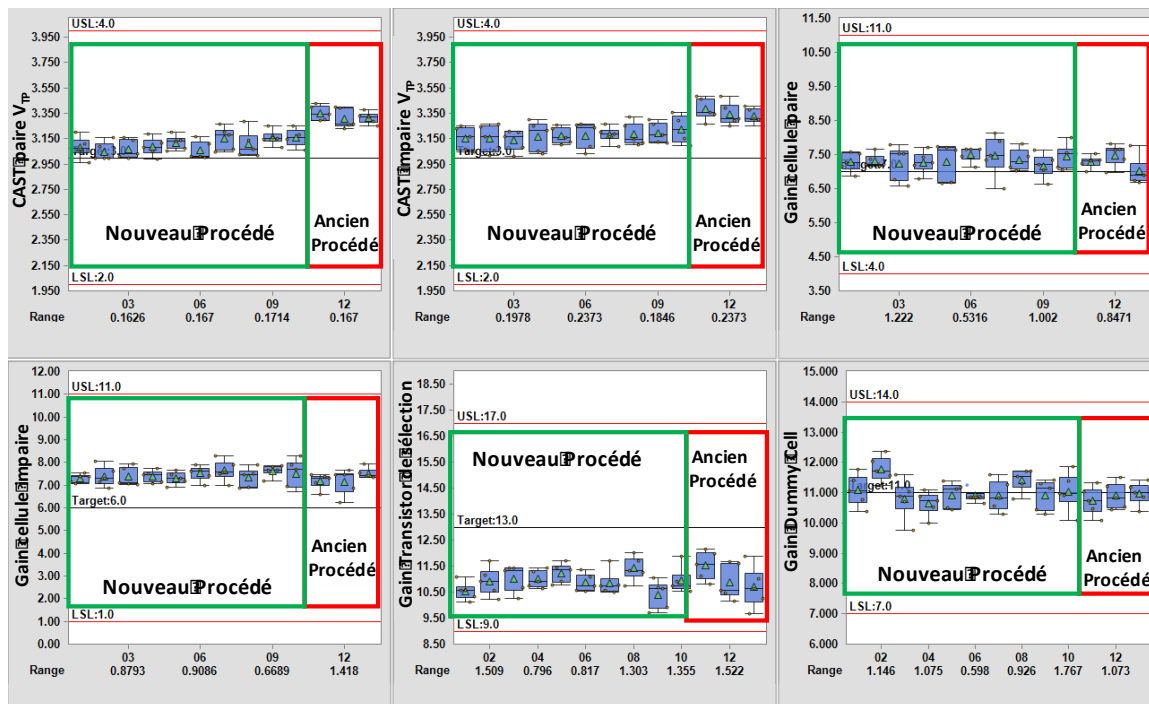 USL:4.0
3.950
3.750
3.550
3.350
3.150
2.950
2.750
2.550
2.350
2.150
1.950
CAST paire VTP
Nouveau Procédé
Ancien
Procédé
LSL:2.0
03 06 09 12
Range 0.1626 0.167 0.1714 0.167
USL:4.0
3.950
3.750
3.550
3.350
3.150
2.950
2.750
2.550
2.350
2.150
1.950
CAST impaire VTP
Nouveau Procédé
Ancien
Procédé
LSL:2.0
03 06 09 12
Range 0.1978 0.2373 0.1846 0.2373
11.50
USL:11.0
10.50
9.50
8.50
7.50
6.50
5.50
4.50
3.50
Gain cellule paire
Nouveau Procédé
Ancien
Procédé
LSL:4.0
03 06 09 12
Range 1.222 0.5316 1.002 0.8471
12.00
USL:11.0
11.00
10.00
9.00
8.00
7.00
6.00
5.00
4.00
3.00
2.00
1.00
0.00
Gain cellule impaire
Target:6.0
Nouveau Procédé
Ancien
Procédé
LSL:1.0
03 06 09 12
Range 0.8793 0.9086 0.6689 1.418
18.50
USL:17.0
17.50
16.50
15.50
14.50
13.50
12.50
11.50
10.50
9.50
8.50
Gain Transistor de sélection
Nouveau Procédé
Ancien
Procédé
Target:13.0
LSL:9.0
02 04 06 08 10 12
Range 1.509 0.796 0.817 1.303 1.355 1.522
15.000
USL:14.0
14.000
13.000
12.000
11.000
10.000
9.000
8.000
7.000
6.000
Gain Dummy Cell
Nouveau Procédé
Ancien
Procédé
LSL:7.0
02 04 06 08 10 12
Range 1.146 1.075 0.598 0.926 1.767 1.073